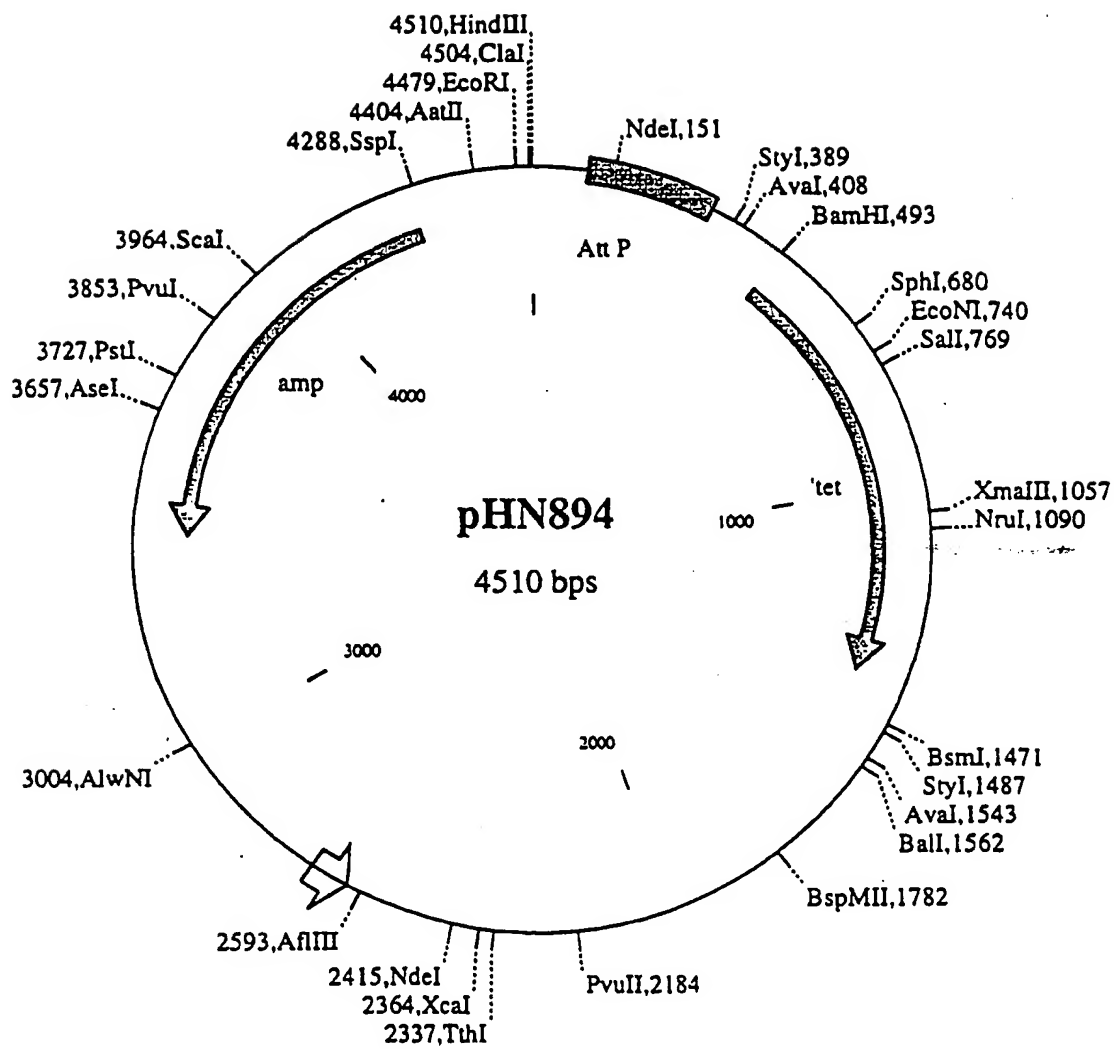 4510,HindIII
4504,ClaI
4479,EcoRI
4404,AatII
4288,SspI
NdeI,151
StyI,389
AvaI,408
BamHI,493
3964,ScaI
Att P
SphI,680
3853,PvuI
EcoNI,740
SalI,769
3727,PstI
3657,AseI
amp
4000
'tet
XmaIII,1057
pHN894
1000
NruI,1090
4510 bps
3000
2000
BsmI,1471
3004,AlwNI
StyI,1487
AvaI,1543
BalI,1562
BspMII,1782
2593,AflIII
2415,NdeI
PvuII,2184
2364,XcaI
2337,TthI